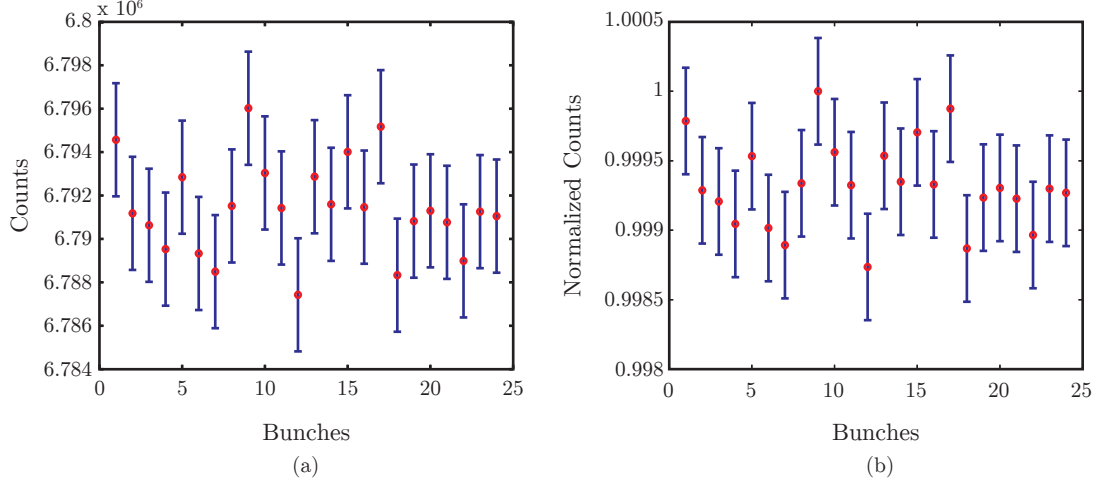 x 10⁶
6.8
6.798
6.796
6.794
6.792
6.79
6.788
6.786
6.784
Counts
0 5 10 15 20 25
Bunches
(a)
1.0005
1
0.9995
0.999
0.9985
0.998
Normalized Counts
0 5 10 15 20 25
Bunches
(b)